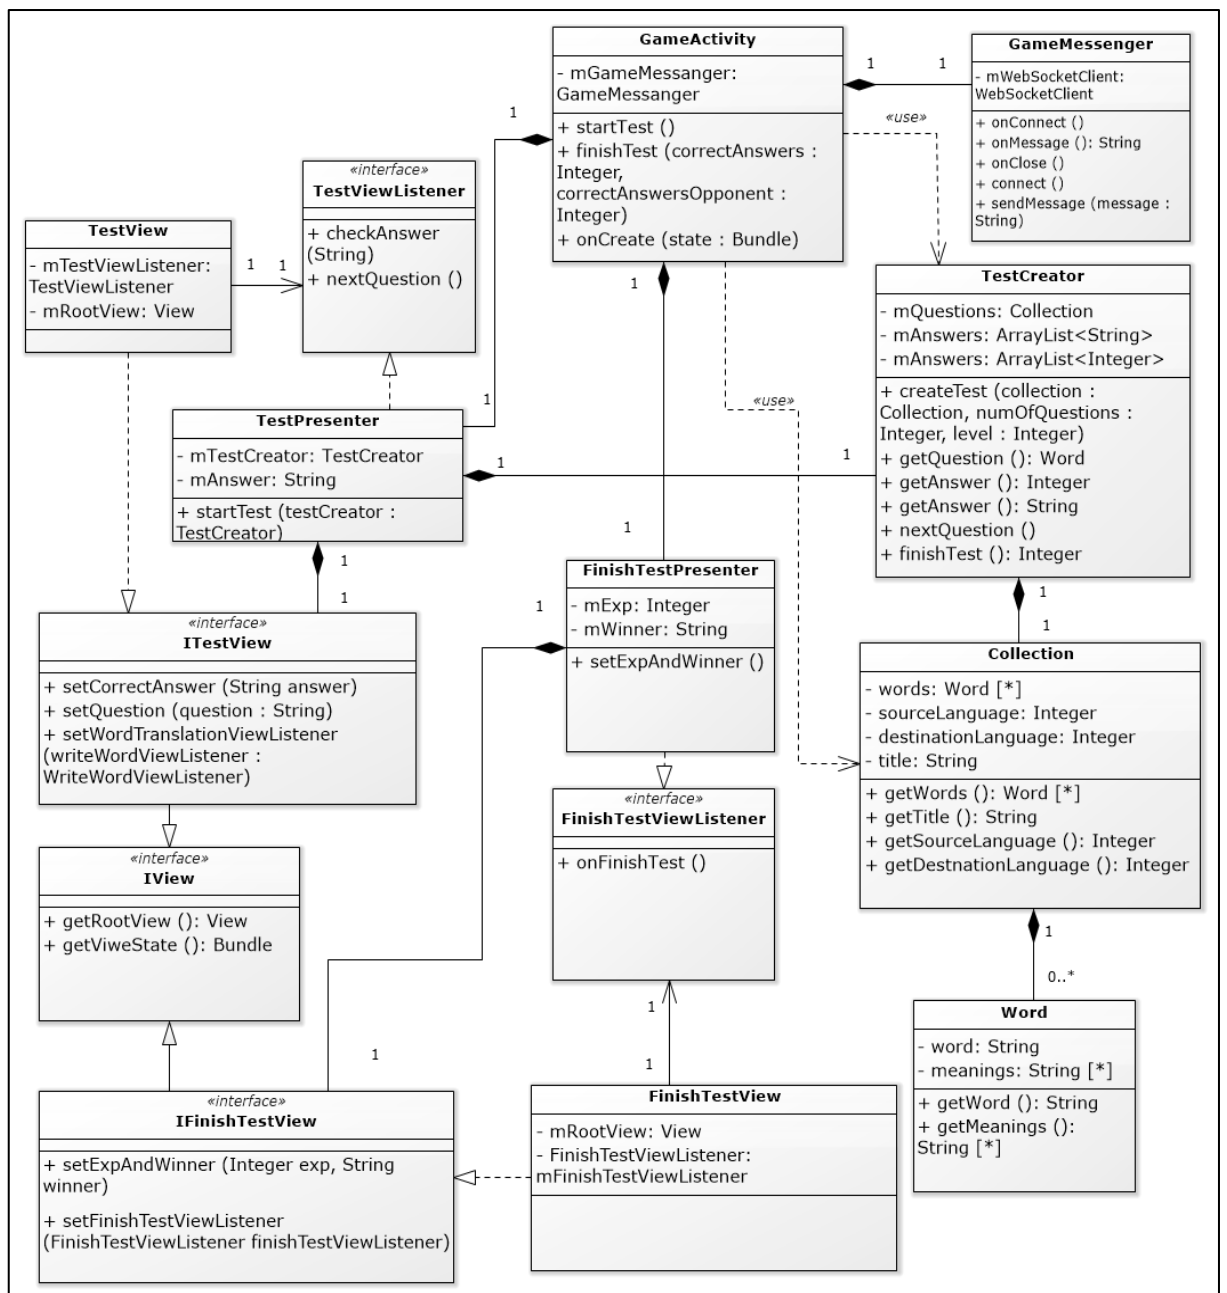 GameActivity
- mGameMessanger:
GameMessanger
+ startTest ()
+ finishTest (correctAnswers :
Integer,
correctAnswersOpponent :
Integer)
+ onCreate (state : Bundle)
1
1
GameMessenger
- mWebSocketClient:
WebSocketClient
+ onConnect ()
+ onMessage (): String
+ onClose ()
+ connect ()
+ sendMessage (message :
String)
1
«use»
«interface»
TestViewListener
+ checkAnswer
(String)
+ nextQuestion ()
TestView
- mTestViewListener:
TestViewListener
- mRootView: View
1
1
1
TestCreator
- mQuestions: Collection
- mAnswers: ArrayList<String>
- mAnswers: ArrayList<Integer>
+ createTest (collection :
Collection, numOfQuestions :
Integer, level : Integer)
+ getQuestion (): Word
+ getAnswer (): Integer
+ getAnswer (): String
+ nextQuestion ()
+ finishTest (): Integer
«use»
1
TestPresenter
- mTestCreator: TestCreator
- mAnswer: String
+ startTest (testCreator :
TestCreator)
1
1
1
1
1
FinishTestPresenter
- mExp: Integer
- mWinner: String
+ setExpAndWinner ()
1
1
1
«interface»
ITestView
+ setCorrectAnswer (String answer)
+ setQuestion (question : String)
+ setWordTranslationViewListener
(writeWordViewListener :
WriteWordViewListener)
Collection
- words: Word [*]
- sourceLanguage: Integer
- destinationLanguage: Integer
- title: String
+ getWords (): Word [*]
+ getTitle (): String
+ getSourceLanguage (): Integer
+ getDestnationLanguage (): Integer
«interface»
FinishTestViewListener
+ onFinishTest ()
«interface»
IView
+ getRootView (): View
+ getViweState (): Bundle
1
0..*
1
1
1
Word
- word: String
- meanings: String [*]
+ getWord (): String
+ getMeanings ():
String [*]
«interface»
IFinishTestView
+ setExpAndWinner (Integer exp, String
winner)
+ setFinishTestViewListener
(FinishTestViewListener finishTestViewListener)
FinishTestView
- mRootView: View
- FinishTestViewListener:
mFinishTestViewListener